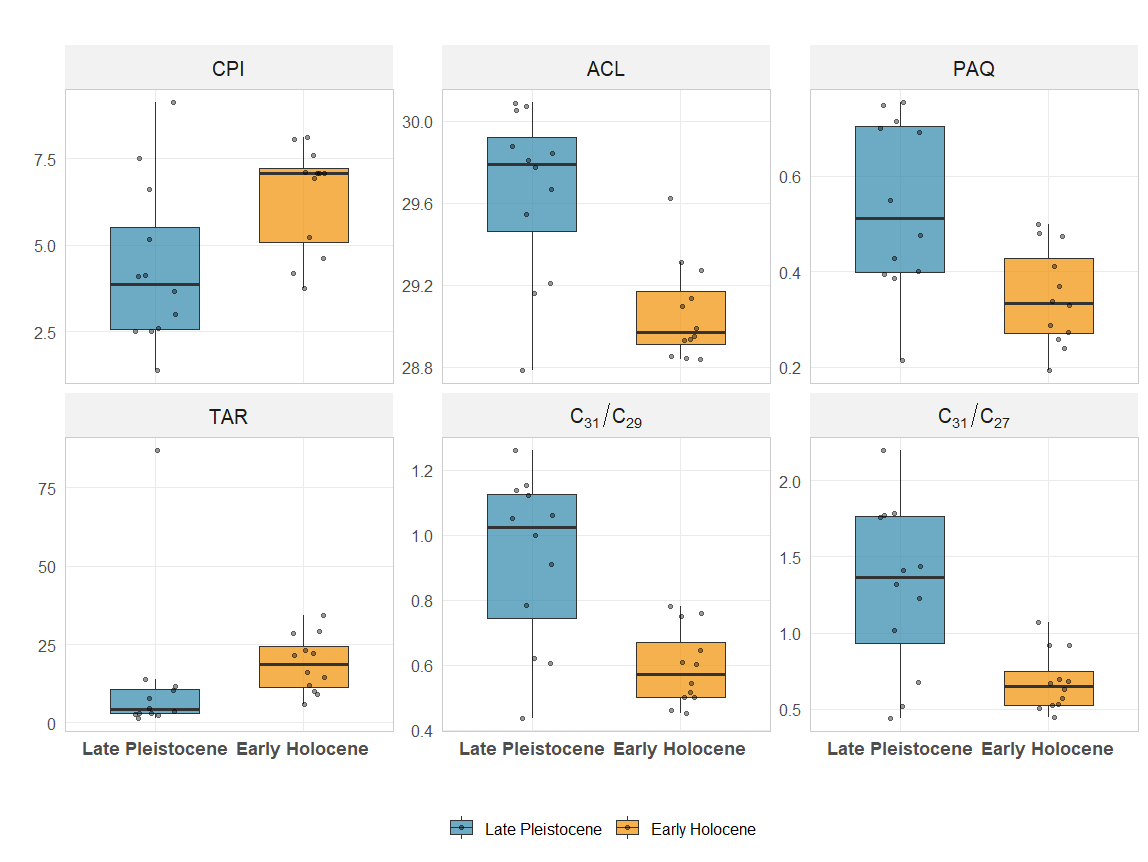 CPI
ACL
PAQ
7.5
5.0
2.5
30.0
29.6
29.2
28.8
0.6
0.4
0.2
TAR
C31/C29
C31/C27
75
50
25
0
1.2
1.0
0.8
0.6
0.4
2.0
1.5
1.0
0.5
Late Pleistocene Early Holocene
Late Pleistocene Early Holocene
Late Pleistocene Early Holocene
Late Pleistocene Early Holocene